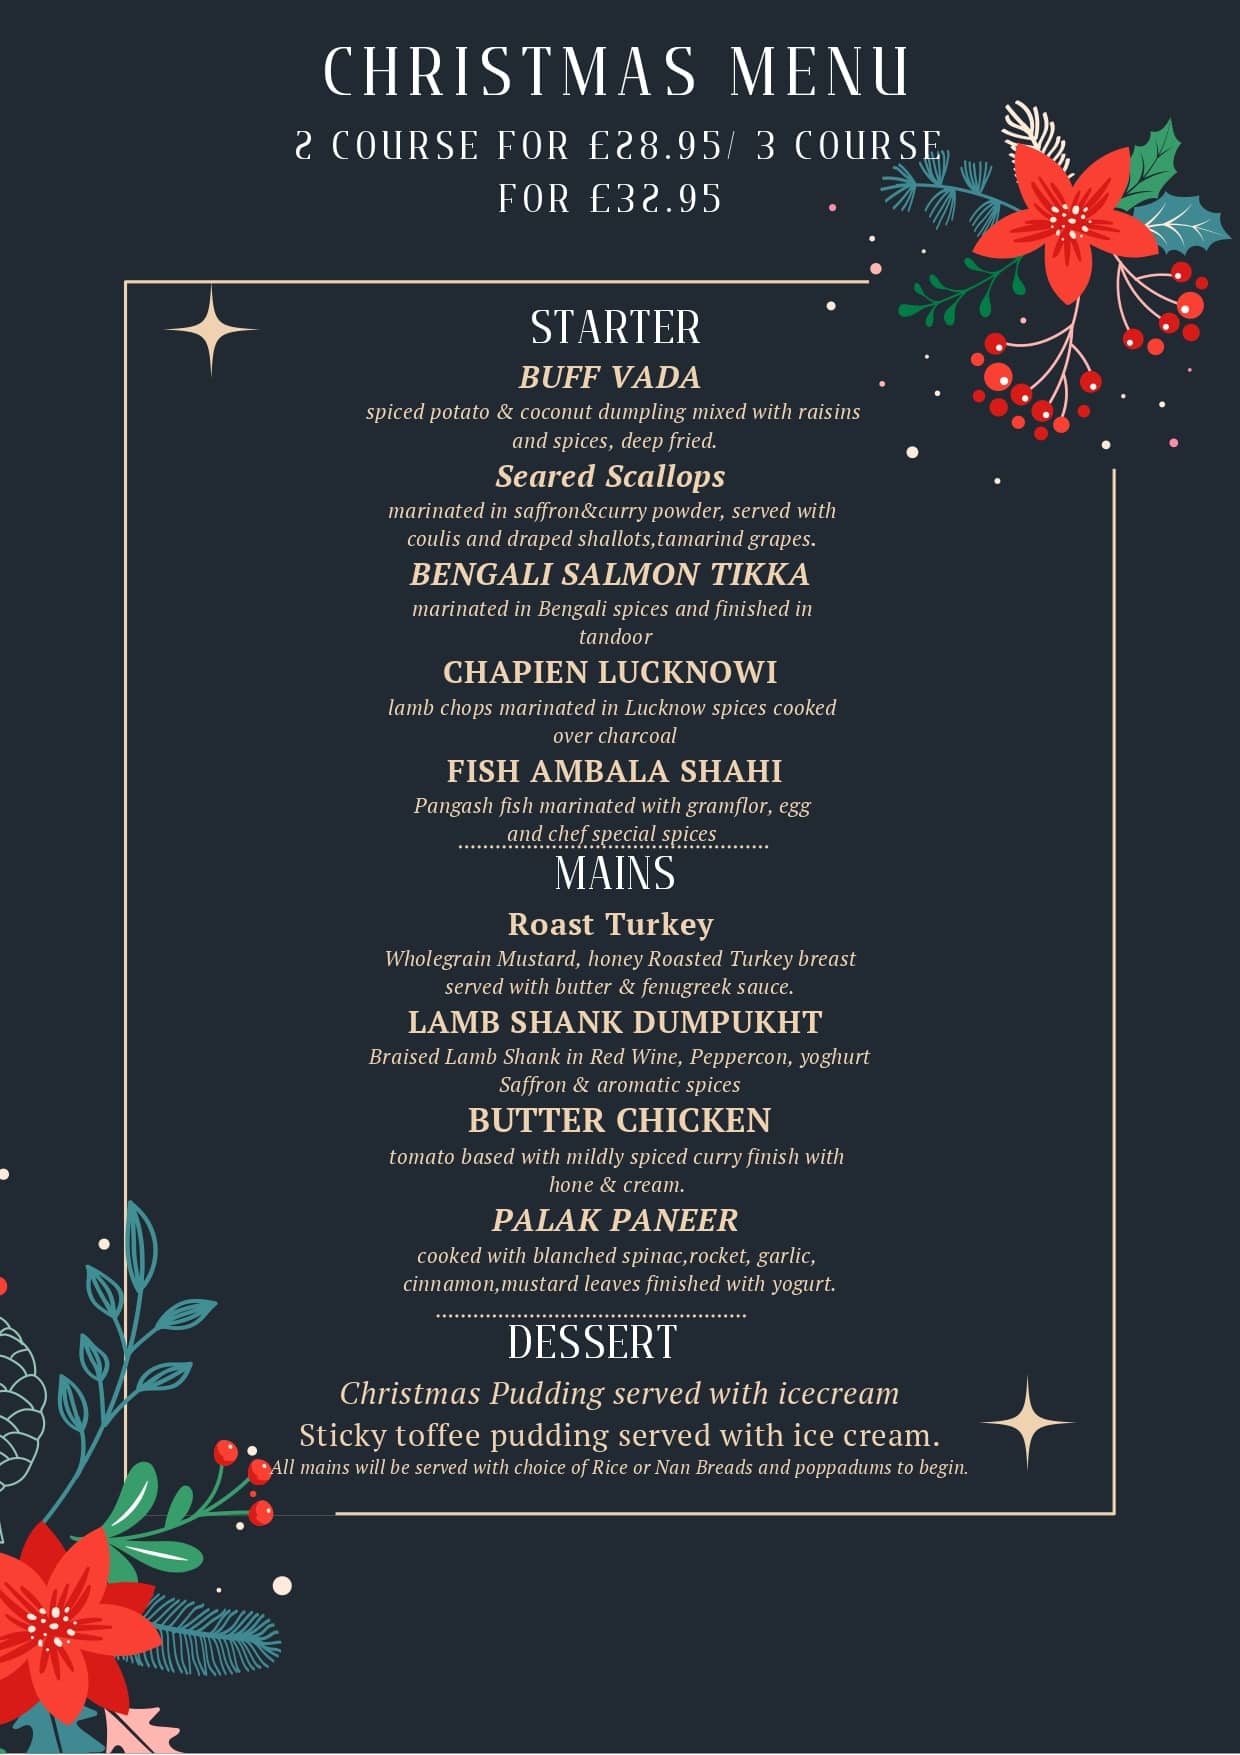 CHRISTMAS MENU
2 COURSE FOR £28.95/ 3 COURSE
FOR £32.95
STARTER
BUFF VADA
spiced potato & coconut dumpling mixed with raisins
and spices, deep fried.
Seared Scallops
marinated in saffron&curry powder, served with
coulis and draped shallots,tamarind grapes.
BENGALI SALMON TIKKA
marinated in Bengali spices and finished in
tandoor
CHAPIEN LUCKNOWI
lamb chops marinated in Lucknow spices cooked
over charcoal
FISH AMBALA SHAHI
Pangash fish marinated with gramflor, egg
and chef special spices
MAINS
Roast Turkey
Wholegrain Mustard, honey Roasted Turkey breast
served with butter & fenugreek sauce.
LAMB SHANK DUMPUKHT
Braised Lamb Shank in Red Wine, Peppercon, yoghurt
Saffron & aromatic spices
BUTTER CHICKEN
tomato based with mildly spiced curry finish with
hone & cream.
PALAK PANEER
cooked with blanched spinac,rocket, garlic,
cinnamon,mustard leaves finished with yogurt.
DESSERT
Christmas Pudding served with icecream
Sticky toffee pudding served with ice cream.
All mains will be served with choice of Rice or Nan Breads and poppadums to begin.